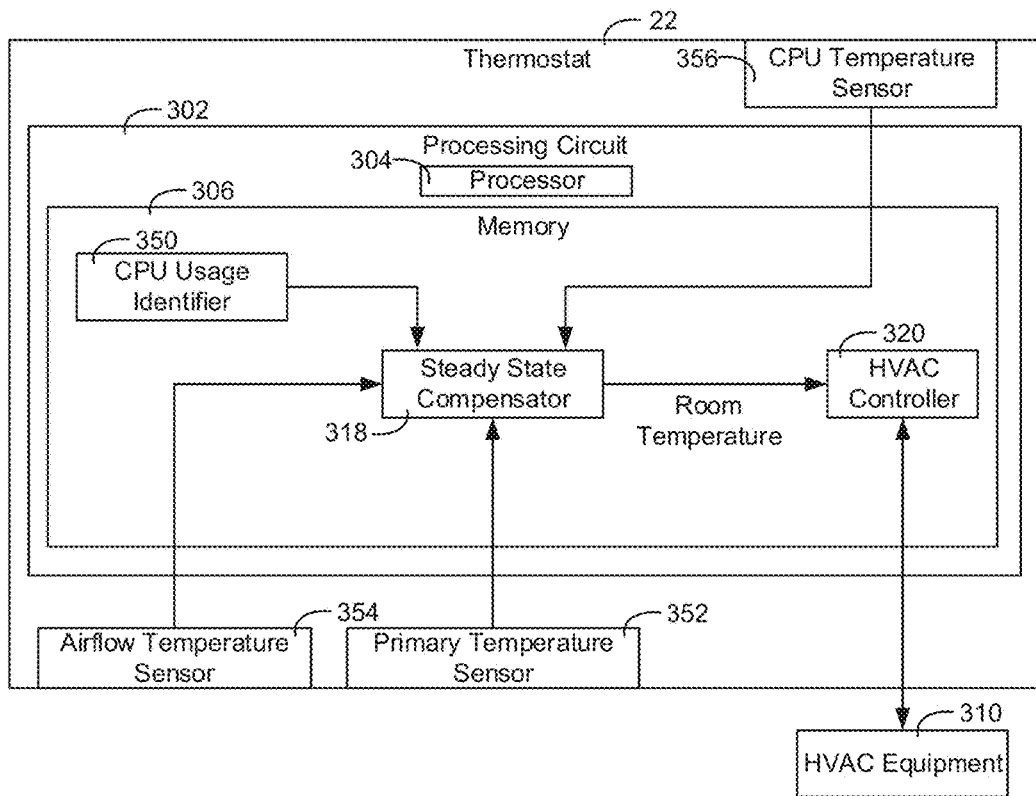 22
Thermostat
356
CPU Temperature
Sensor
302
Processing Circuit
304
Processor
306
Memory
350
CPU Usage
Identifier
320
Steady State
Compensator
318
HVAC
Controller
Room
Temperature
354
Airflow Temperature
Sensor
352
Primary Temperature
Sensor
310
HVAC Equipment